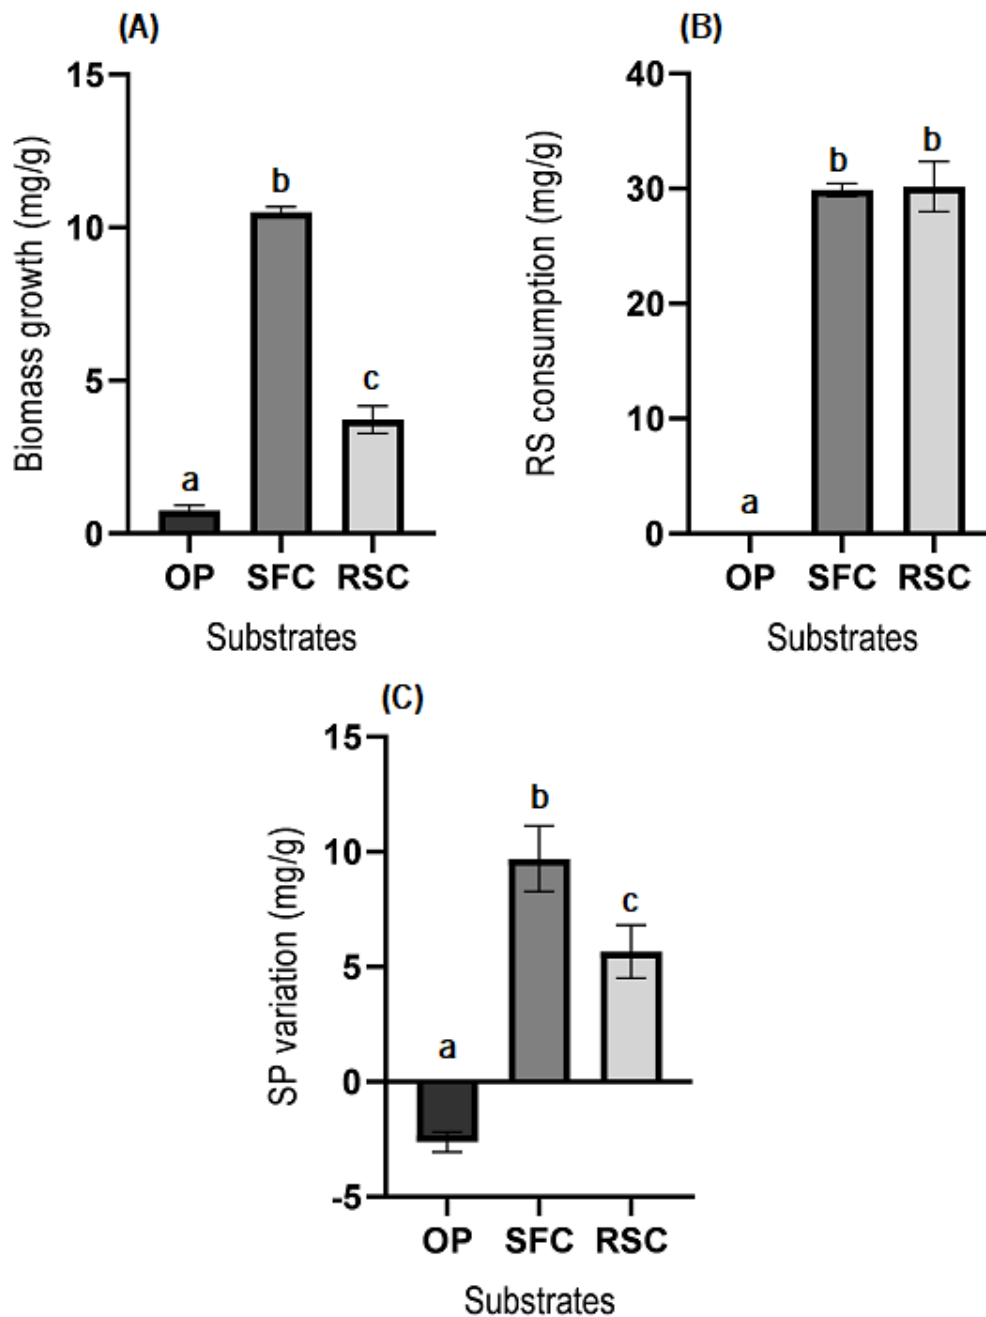 (A)
Biomass growth (mg/g)
15
10
5
0
a
b
c
OP SFC RSC
Substrates
(B)
RS consumption (mg/g)
40
30
20
10
0
a
b
b
OP SFC RSC
Substrates
(C)
SP variation (mg/g)
15
10
5
0
-5
a
b
c
OP SFC RSC
Substrates